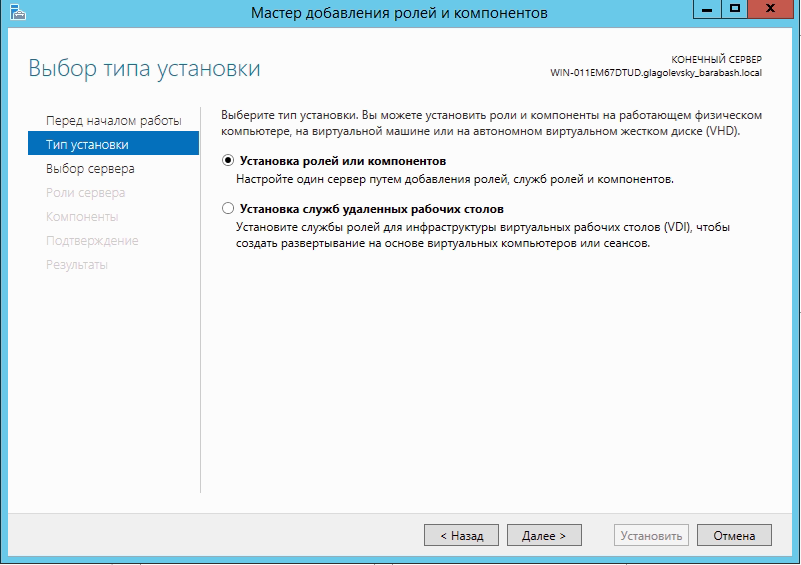 Мастер добавления ролей и компонентов
Выбор типа установки
КОНЕЧНЫЙ СЕРВЕР
WIN-011EM67DTUD.glagolevsky_barabash.local
Перед началом работы
Тип установки
Выбор сервера
Роли сервера
Компоненты
Подтверждение
Результаты
Выберите тип установки. Вы можете установить роли и компоненты на работающем физическом
компьютере, на виртуальной машине или на автономном виртуальном жестком диске (VHD).
Установка ролей или компонентов
Настройте один сервер путем добавления ролей, служб ролей и компонентов.
Установка служб удаленных рабочих столов
Установите службы ролей для инфраструктуры виртуальных рабочих столов (VDI), чтобы
создать развертывание на основе виртуальных компьютеров или сеансов.
< Назад
Далее >
Установить
Отмена